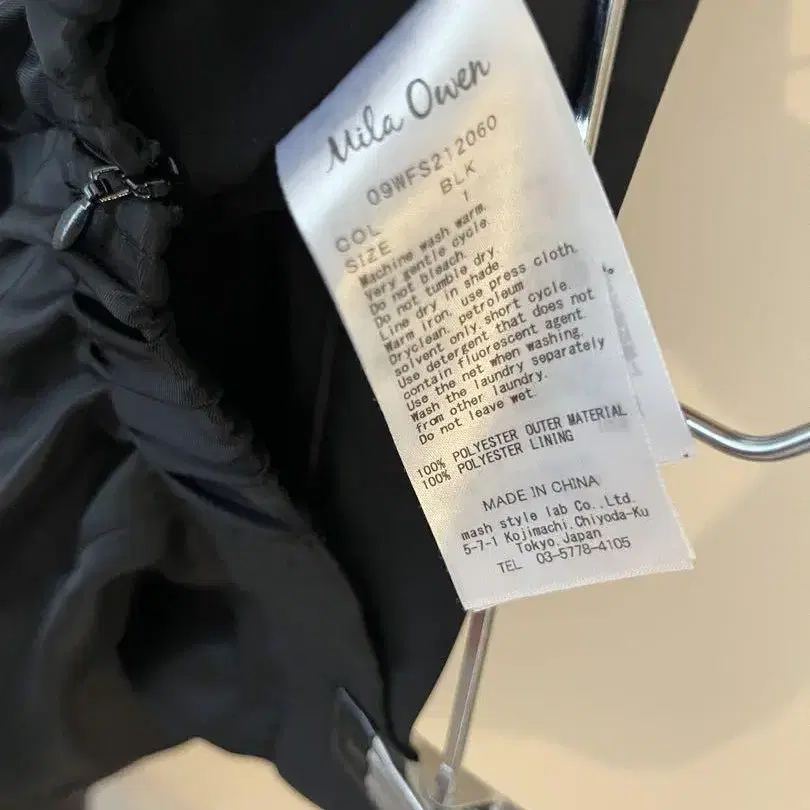 Mila Owen
09WFS212060
COL BLK
SIZE 1
Machine wash warm.
Very gentle cycle.
Do not bleach.
Do not tumble dry.
Line dry in shade.
Warm iron, use press cloth.
Dryclean, petroleum
solvent only, short cycle.
Use detergent that does not
contain fluorescent agent.
Use the net when washing.
Wash the laundry separately
from other laundry.
Do not leave wet.
100% POLYESTER OUTER MATERIAL
100% POLYESTER LINING
MADE IN CHINA
mash style lab Co.,Ltd.
5-7-1 Kojimachi,Chiyoda-Ku
Tokyo,Japan
TEL 03-5778-4105